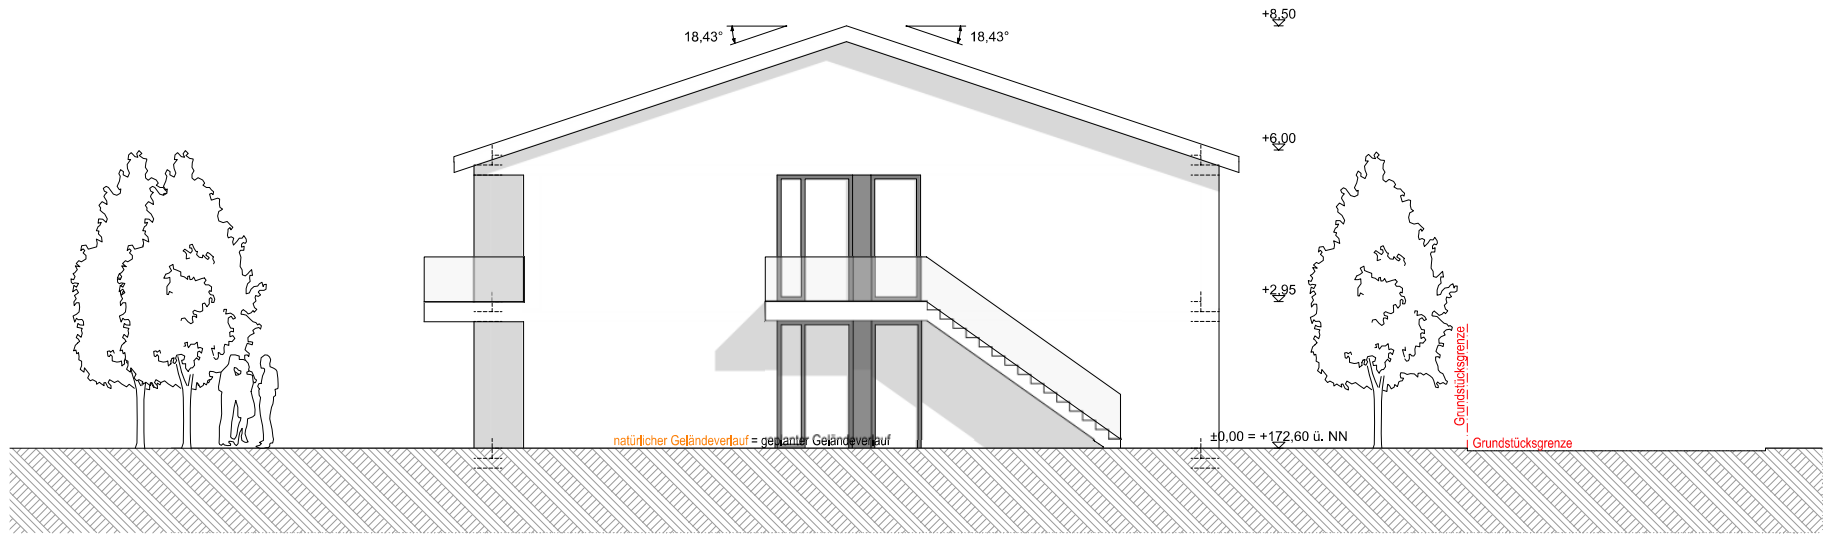 +8,50
18,43°
18,43°
+6,00
+2,95
Grundstücksgrenze
natürlicher Geländeverlauf = geplanter Geländeverlauf
±0,00 = +172,60 ü. NN
Grundstücksgrenze